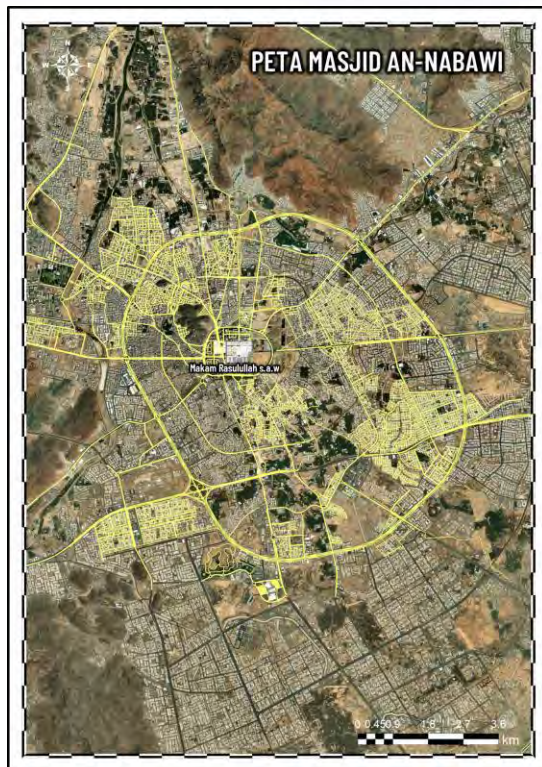 N
W E
S
PETA MASJID AN-NABAWI
Makam Rasulullah s.a.w
0 0.450.9 1.8 2.7 3.6
km